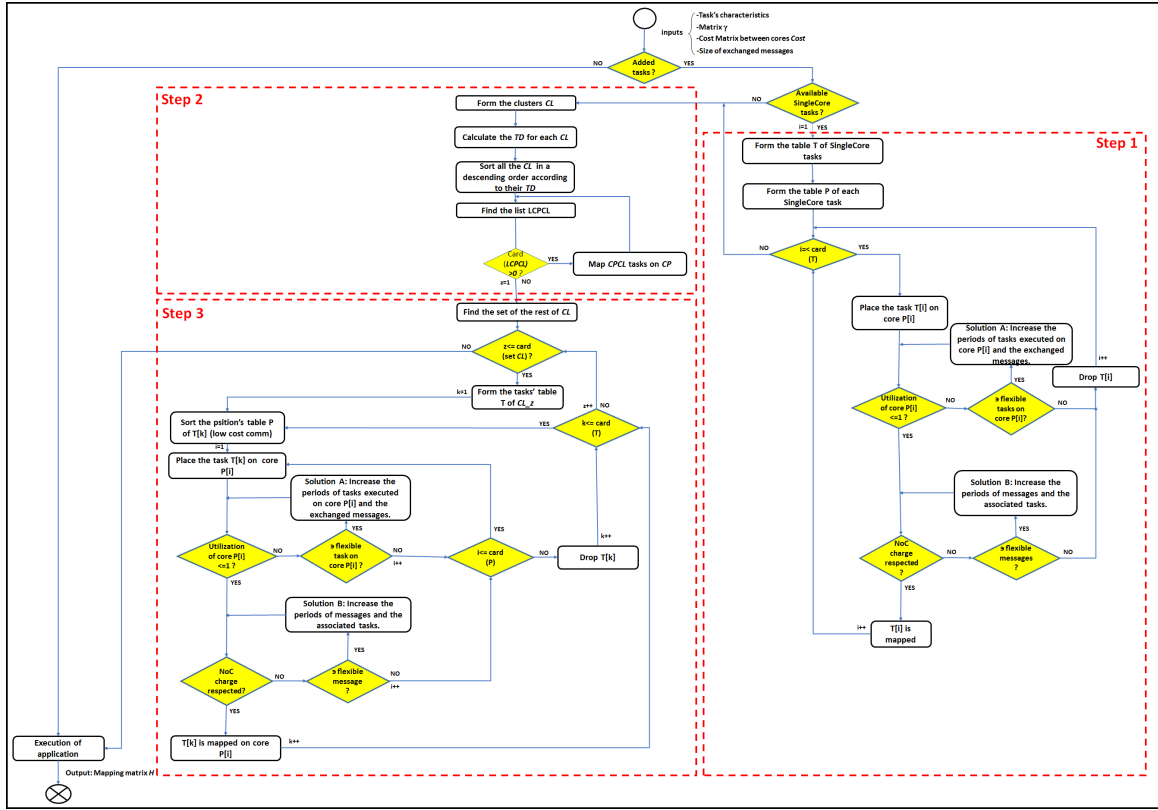 -Task's characteristics
-Matrix γ
inputs
-Cost Matrix between cores Cost
-Size of exchanged messages
NO
Added
tasks ?
YES
Step 2
Form the clusters CL
NO
Available
SingleCore
tasks ?
i=1
YES
Step 1
Calculate the TD for each CL
Form the table T of SingleCore
tasks
Sort all the CL in a
descending order according
to their TD
Form the table P of each
SingleCore task
Find the list LCPCL
NO
i=< card
(T)
YES
Card
(LCPCL)
>0 ?
YES
Map CPCL tasks on CP
z=1
NO
Place the task T[i] on
core P[i]
Step 3
Find the set of the rest of CL
Solution A: Increase the
periods of tasks executed on
core P[i] and the exchanged
messages.
i++
NO
z<= card
(set CL) ?
YES
Drop T[i]
YES
k=1
Form the tasks' table
T of CL_z
Utilization
of core P[i]
<=1 ?
NO
∍ flexible
tasks on
core P[i]?
NO
z++
NO
Sort the psition's table P
of T[k] (low cost comm)
YES
k<= card
(T)
YES
i=1
Place the task T[k] on core
P[i]
Solution A: Increase the
periods of tasks executed
on core P[i] and the
exchanged messages.
Solution B: Increase the
periods of messages and the
associated tasks.
YES
YES
k++
YES
Utilization
of core P[i]
<=1 ?
NO
∍ flexible
task on
core P[i] ?
NO
i++
i<= card
(P)
NO
Drop T[k]
NoC
charge
respected
?
NO
∍ flexible
messages
?
NO
YES
YES
Solution B: Increase the
periods of messages and the
associated tasks.
i++
T[i] is
mapped
YES
NoC
charge
respected?
NO
∍ flexible
message
?
NO
i++
YES
Execution of
application
T[k] is mapped on core
P[i]
k++
Output: Mapping matrix H